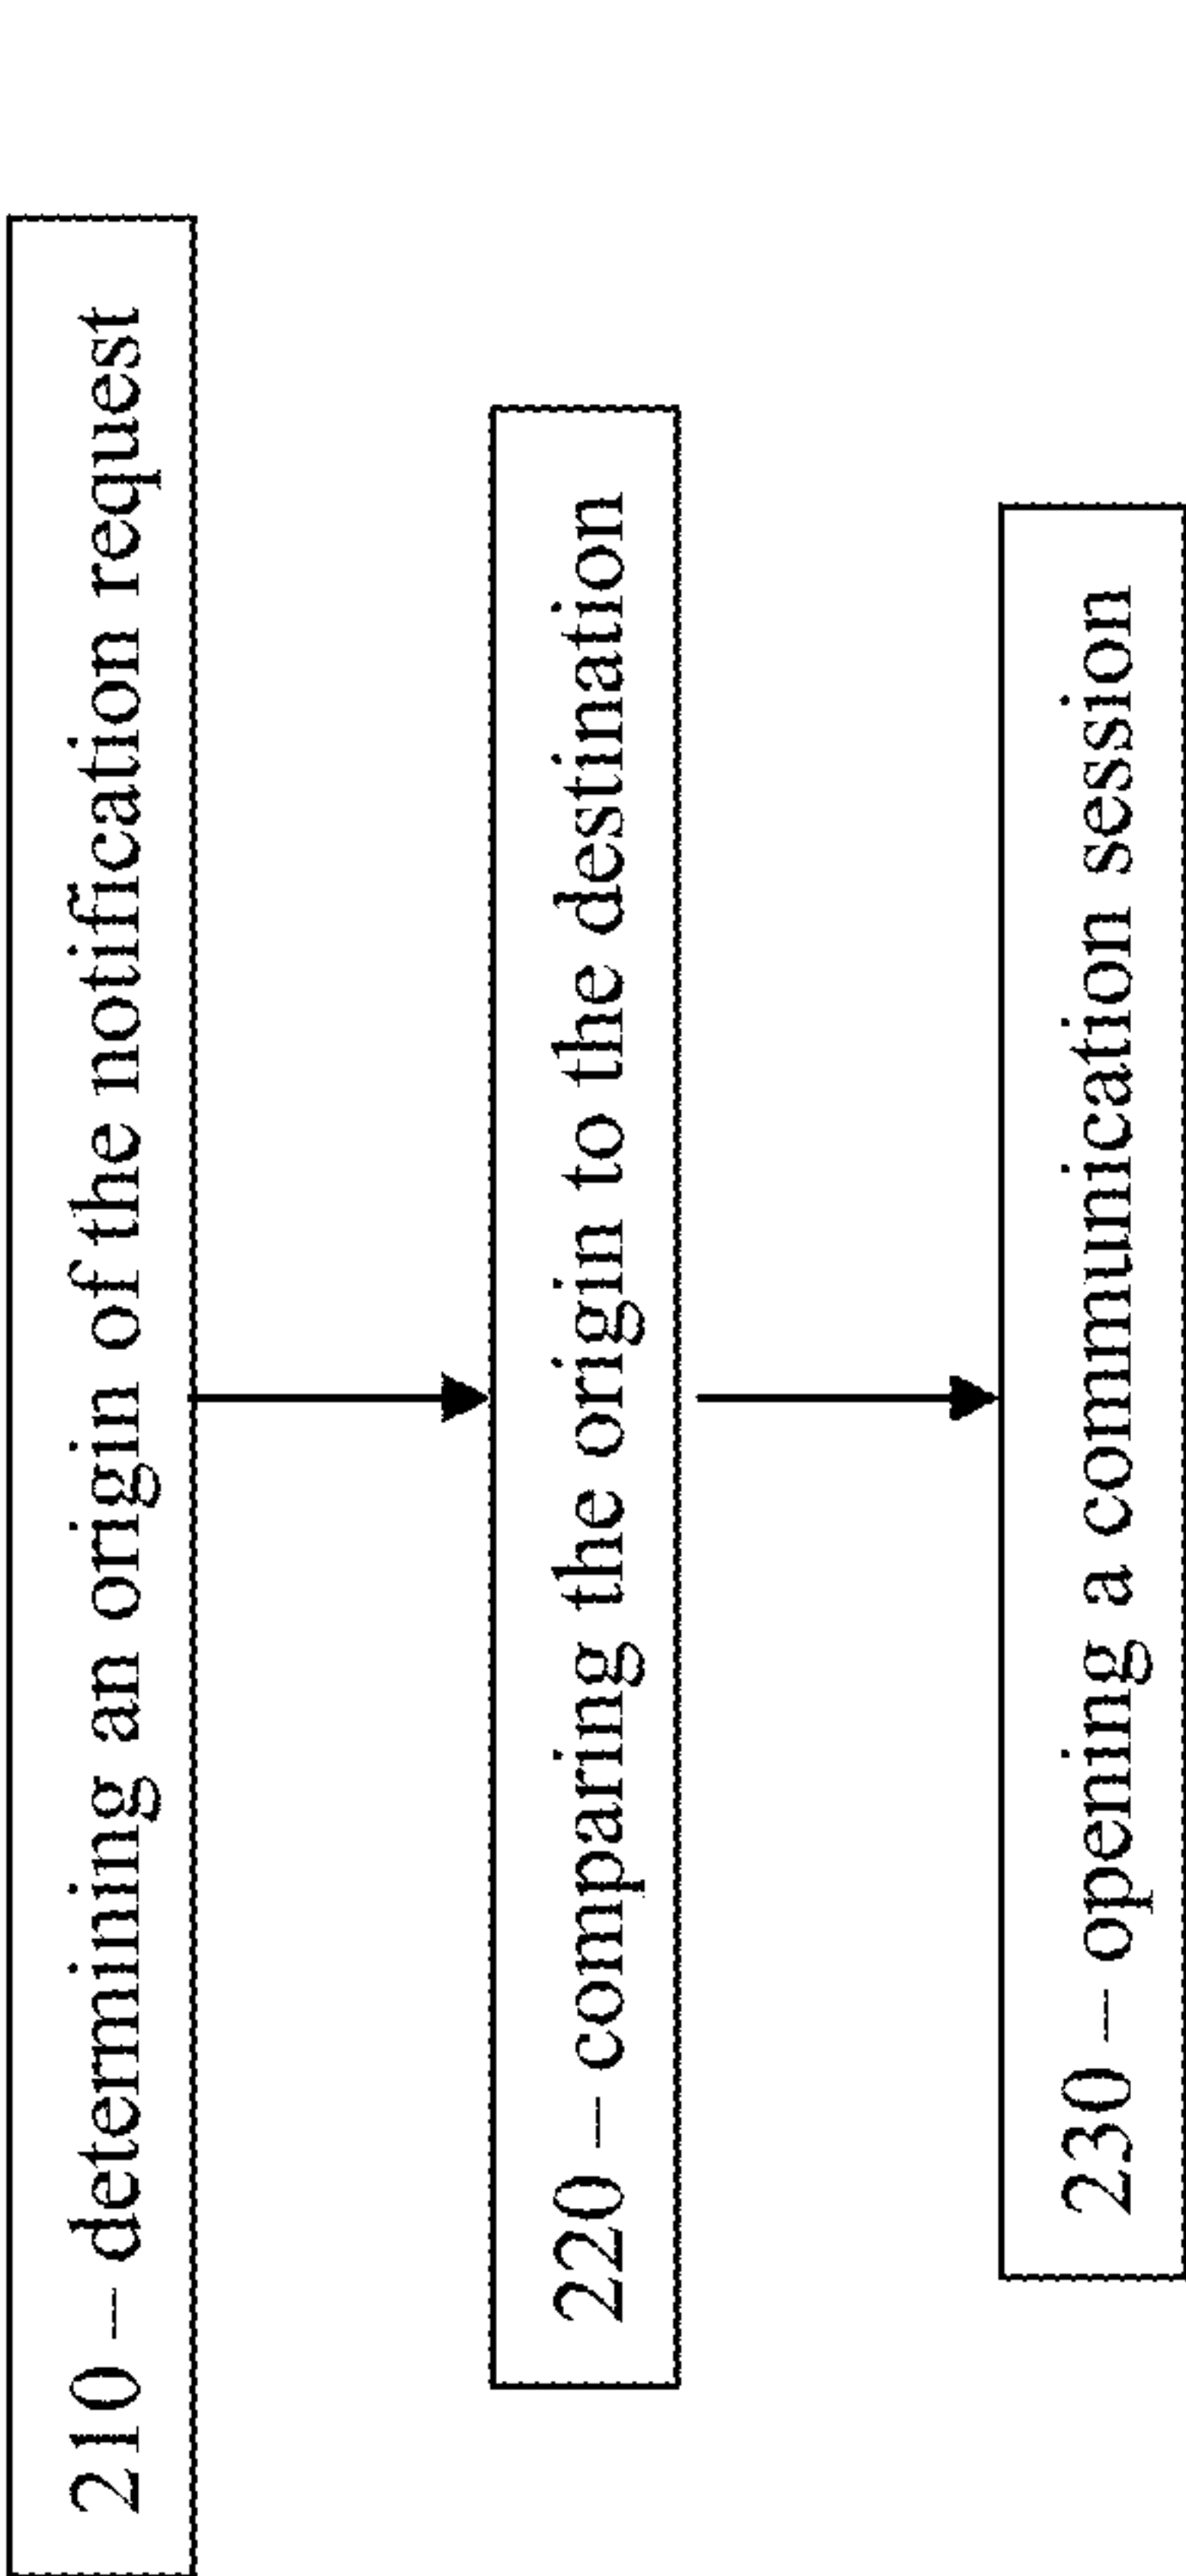 210 – determining an origin of the notification request
220 – comparing the origin to the destination
230 – opening a communication session